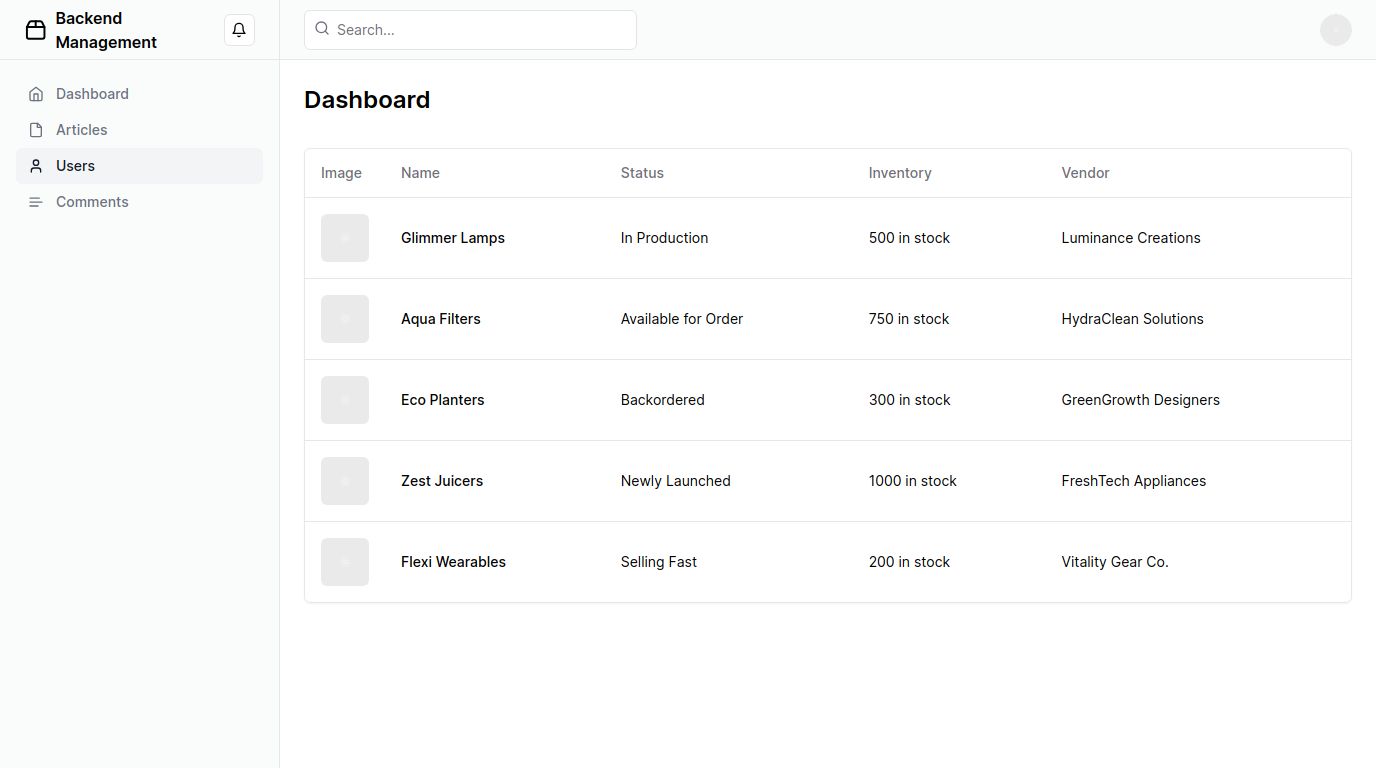 Backend
Management
Search...
Dashboard
Articles
Users
Comments
Dashboard
Image Name Status Inventory Vendor
Glimmer Lamps In Production 500 in stock Luminance Creations
Aqua Filters Available for Order 750 in stock HydraClean Solutions
Eco Planters Backordered 300 in stock GreenGrowth Designers
Zest Juicers Newly Launched 1000 in stock FreshTech Appliances
Flexi Wearables Selling Fast 200 in stock Vitality Gear Co.